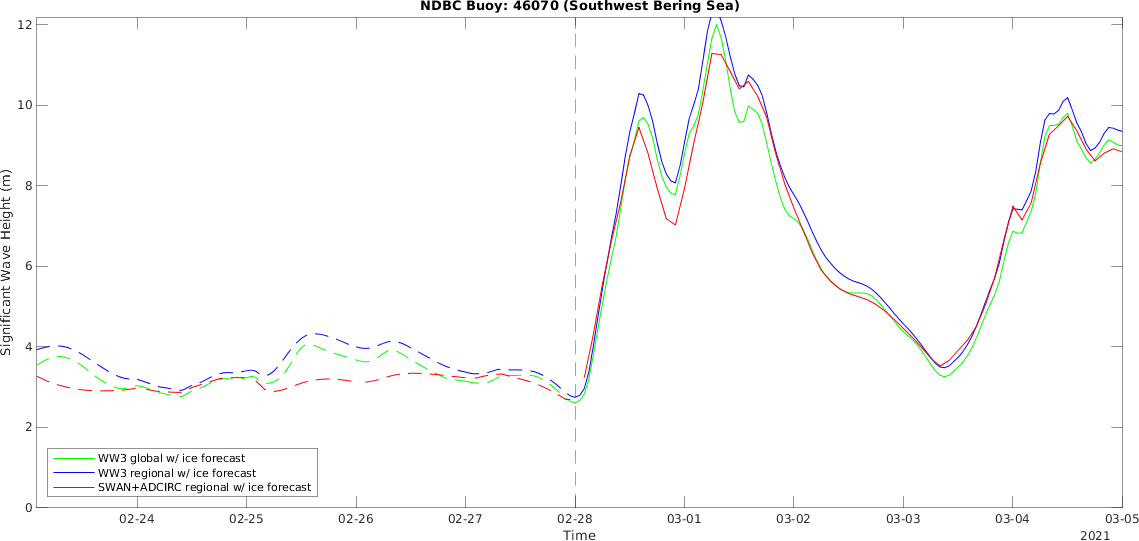 NDBC Buoy: 46070 (Southwest Bering Sea)
12
10
8
6
4
2
0
Significant Wave Height (m)
WW3 global w/ ice forecast
WW3 regional w/ ice forecast
SWAN+ADCIRC regional w/ ice forecast
02-24 02-25 02-26 02-27 02-28 03-01 03-02 03-03 03-04 03-05
Time
2021